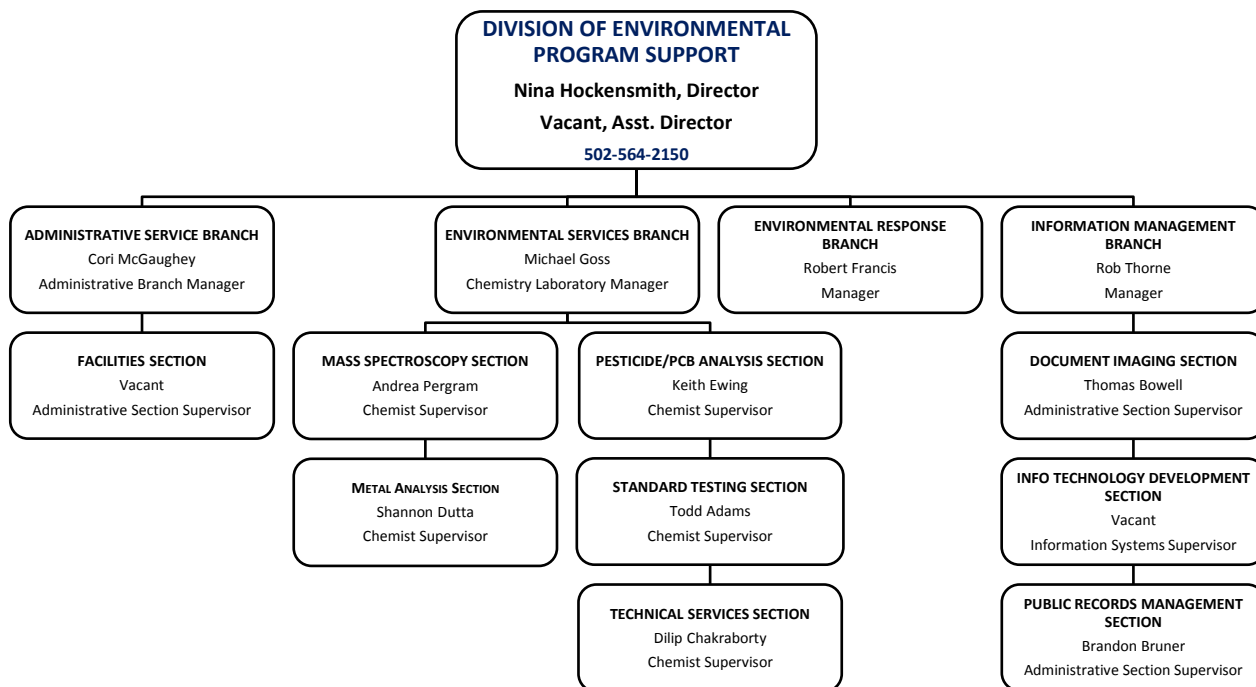 DIVISION OF ENVIRONMENTAL
PROGRAM SUPPORT
Nina Hockensmith, Director
Vacant, Asst. Director
502-564-2150
ADMINISTRATIVE SERVICE BRANCH
Cori McGaughey
Administrative Branch Manager
ENVIRONMENTAL SERVICES BRANCH
Michael Goss
Chemistry Laboratory Manager
ENVIRONMENTAL RESPONSE
BRANCH
Robert Francis
Manager
INFORMATION MANAGEMENT
BRANCH
Rob Thorne
Manager
FACILITIES SECTION
Vacant
Administrative Section Supervisor
MASS SPECTROSCOPY SECTION
Andrea Pergram
Chemist Supervisor
PESTICIDE/PCB ANALYSIS SECTION
Keith Ewing
Chemist Supervisor
DOCUMENT IMAGING SECTION
Thomas Bowell
Administrative Section Supervisor
METAL ANALYSIS SECTION
Shannon Dutta
Chemist Supervisor
STANDARD TESTING SECTION
Todd Adams
Chemist Supervisor
INFO TECHNOLOGY DEVELOPMENT
SECTION
Vacant
Information Systems Supervisor
TECHNICAL SERVICES SECTION
Dilip Chakraborty
Chemist Supervisor
PUBLIC RECORDS MANAGEMENT
SECTION
Brandon Bruner
Administrative Section Supervisor